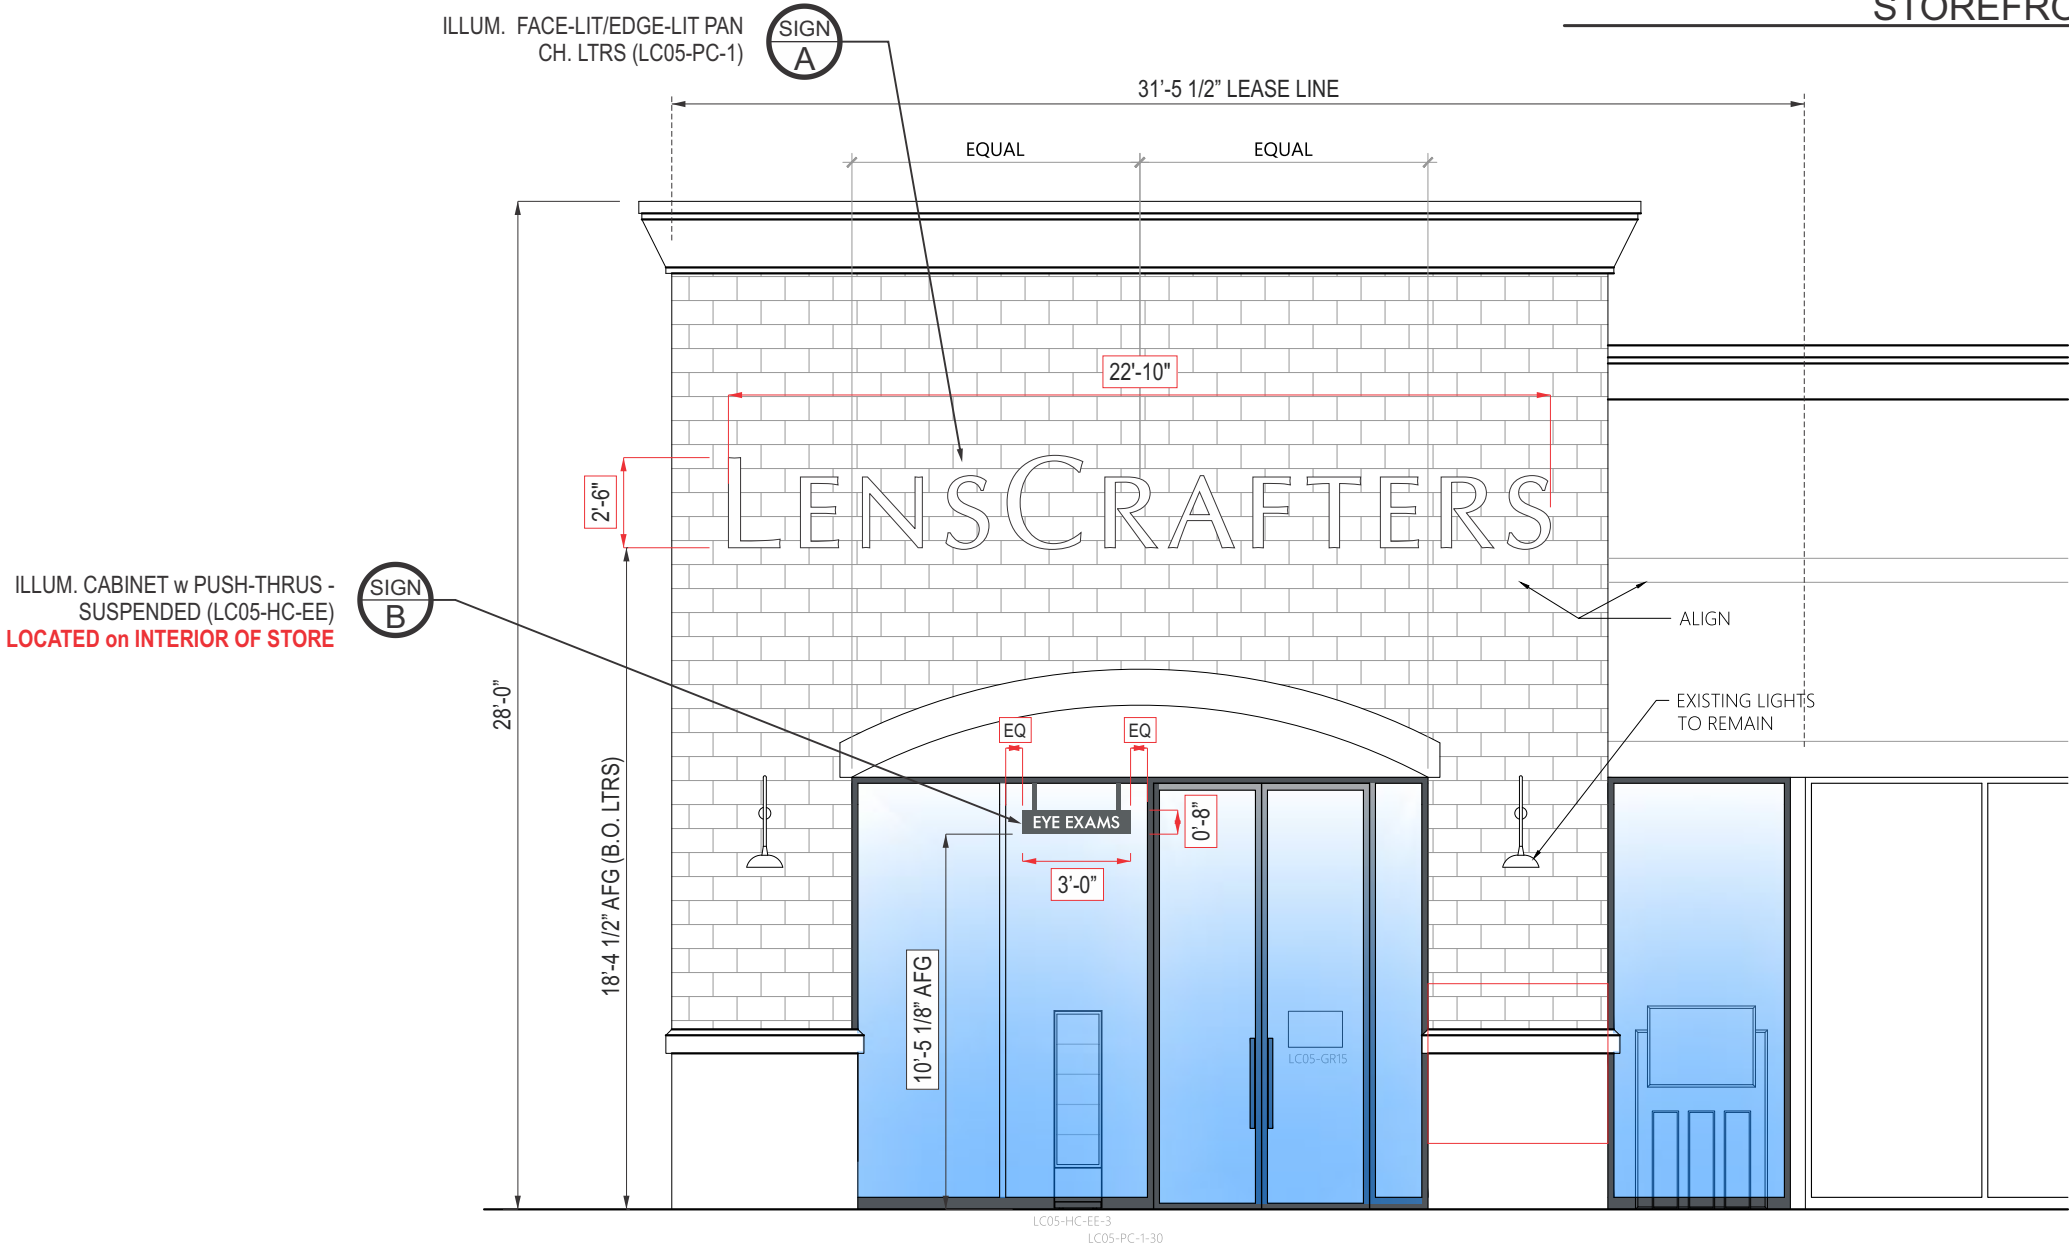 STOREFRO
ILLUM. FACE-LIT/EDGE-LIT PAN
CH. LTRS (LC05-PC-1)
SIGN
A
31’-5 1/2” LEASE LINE
EQUAL
EQUAL
22'-10"
2'-6"
LENSCRAFTERS
ILLUM. CABINET w PUSH-THRUS -
SUSPENDED (LC05-HC-EE)
LOCATED on INTERIOR OF STORE
SIGN
B
ALIGN
28’-0”
EXISTING LIGHTS
TO REMAIN
EQ
EQ
18’-4 1/2” AFG (B.O. LTRS)
EYE EXAMS
0’-8”
3’-0”
10’-5 1/8” AFG
LC05-GR15
LC05-HC-EE-3
LC05-PC-1-30